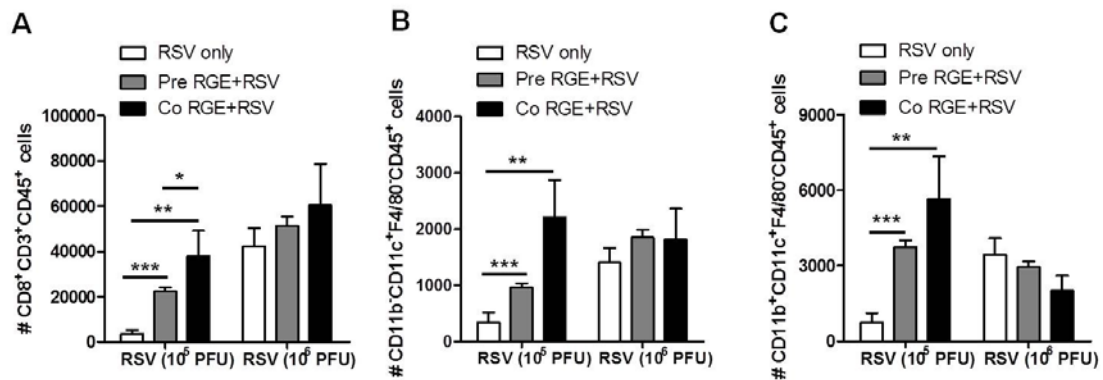 A
RSV only
Pre RGE+RSV
Co RGE+RSV
# CD8⁺CD3⁺CD45⁺ cells
100000
80000
60000
40000
20000
0
***
**
*
RSV (10⁵ PFU) RSV (10⁶ PFU)
B
RSV only
Pre RGE+RSV
Co RGE+RSV
# CD11b⁻CD11c⁺F4/80⁻CD45⁺ cells
4000
3000
2000
1000
0
***
**
RSV (10⁵ PFU) RSV (10⁶ PFU)
C
RSV only
Pre RGE+RSV
Co RGE+RSV
# CD11b⁺CD11c⁺F4/80⁻CD45⁺ cells
9000
6000
3000
0
***
**
RSV (10⁵ PFU) RSV (10⁶ PFU)